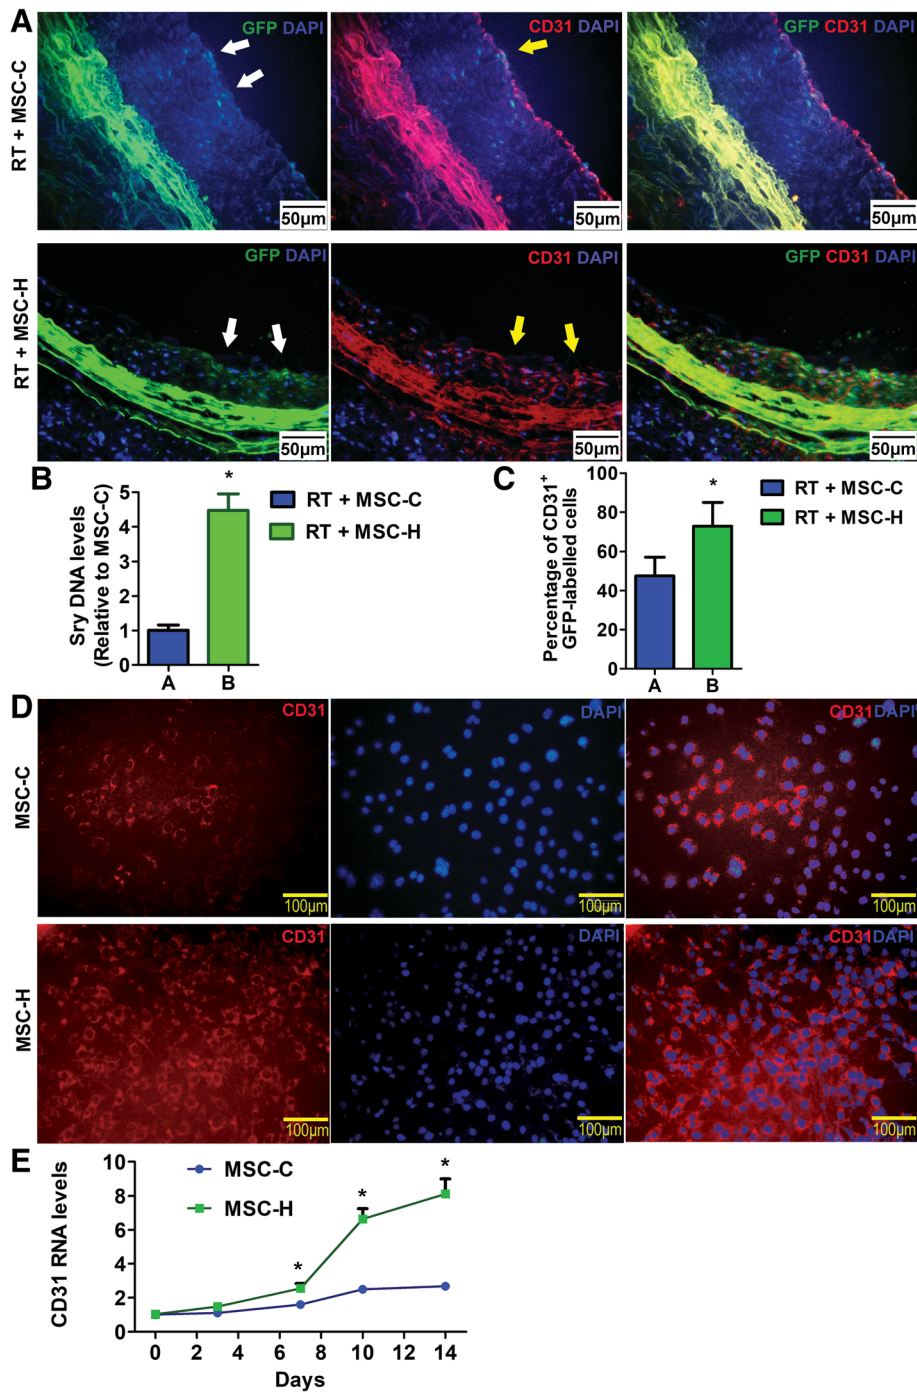 A
RT + MSC-C
GFP DAPI
CD31 DAPI
GFP CD31 DAPI
50µm
50µm
50µm
RT + MSC-H
GFP DAPI
CD31 DAPI
GFP CD31 DAPI
50µm
50µm
50µm
B
Sry DNA levels
(Relative to MSC-C)
5
4
3
2
1
0
*
A
B
RT + MSC-C
RT + MSC-H
C
Percentage of CD31+
GFP-labelled cells
100
80
60
40
20
0
*
A
B
RT + MSC-C
RT + MSC-H
D
MSC-C
CD31
DAPI
CD31DAPI
100µm
100µm
100µm
MSC-H
CD31
DAPI
CD31DAPI
100µm
100µm
100µm
E
CD31 RNA levels
10
8
6
4
2
0
MSC-C
MSC-H
*
*
*
0 2 4 6 8 10 12 14
Days